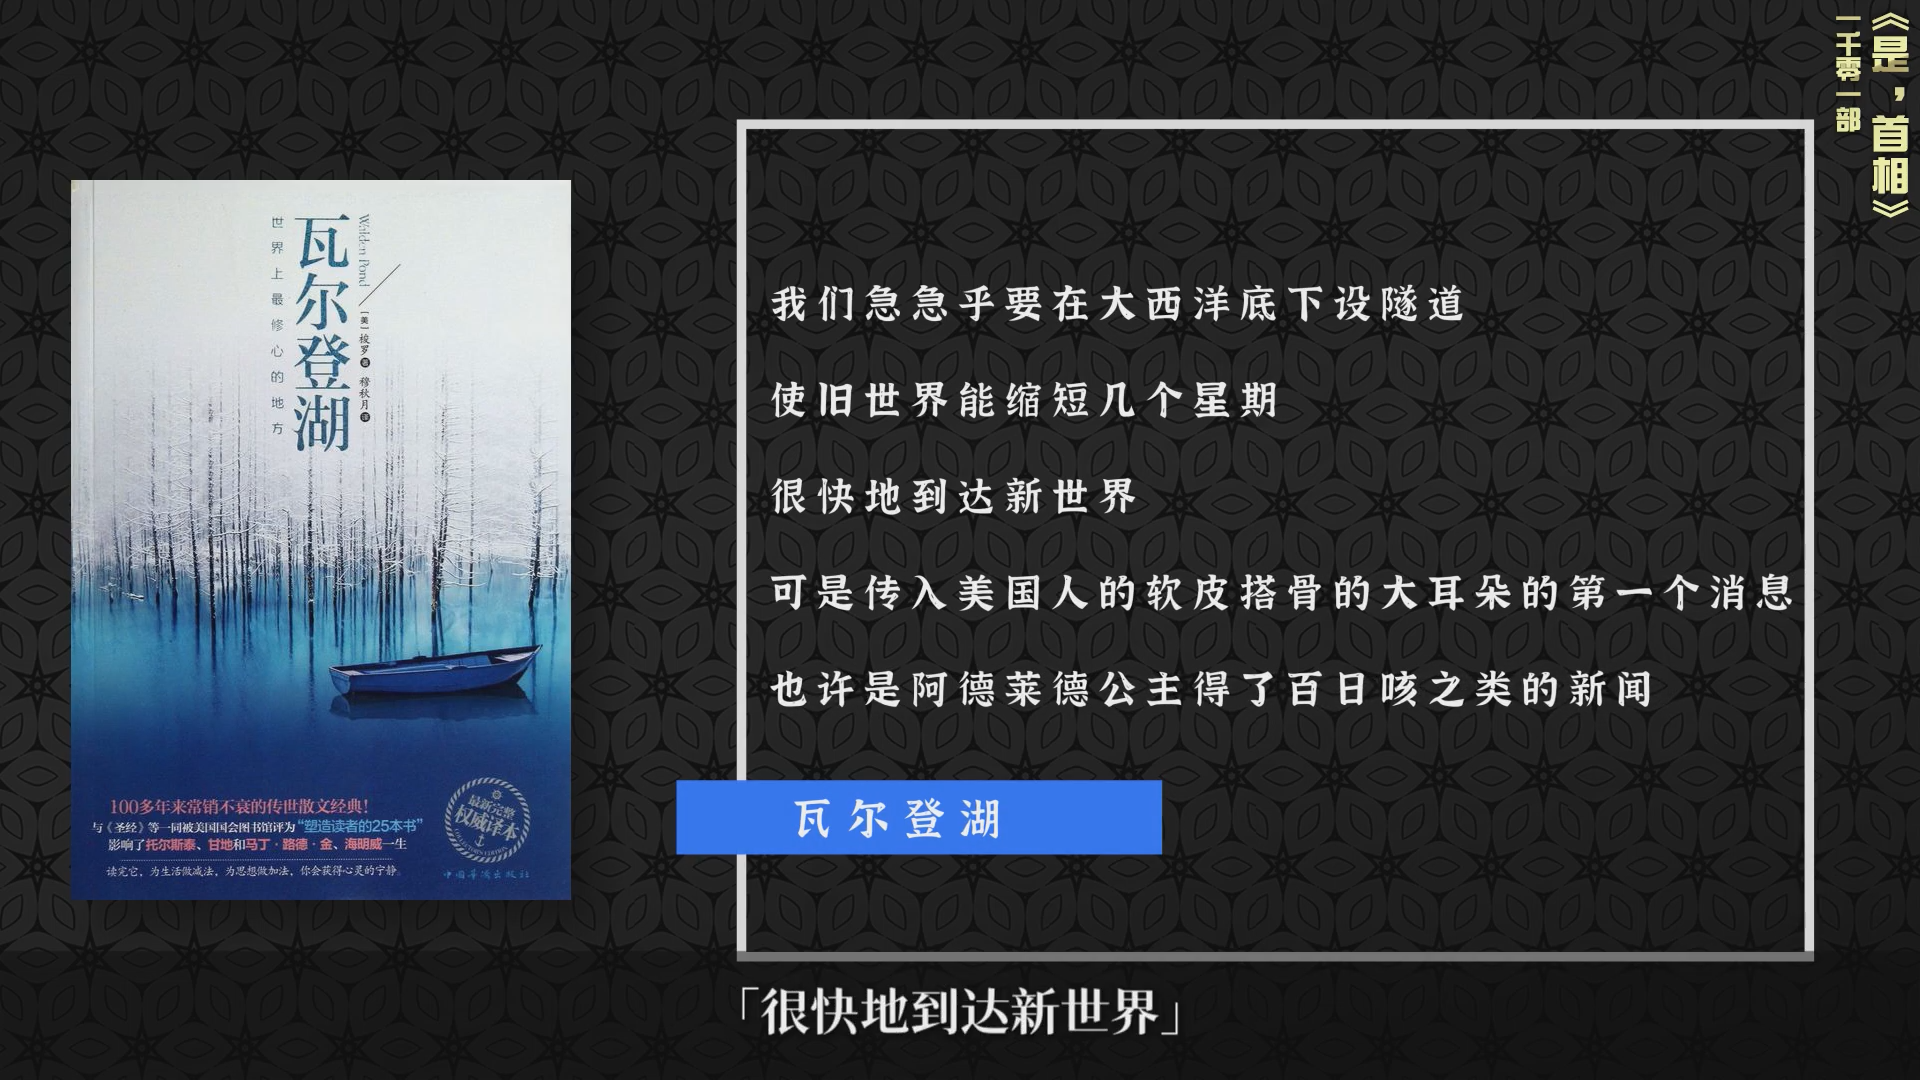 《是，首相》
一千零一部
Walden Pond
[美]梭罗 著 穆秋月 译
瓦尔登湖
世界上最修心的地方
100多年来常销不衰的传世散文经典！
与《圣经》等一同被美国国会图书馆评为“塑造读者的25本书”
影响了托尔斯泰、甘地和马丁·路德·金、海明威一生
读完它，为生活做减法，为思想做加法，你会获得心灵的宁静。
最新完整
权威译本
中国华侨出版社
我们急急乎要在大西洋底下设隧道
使旧世界能缩短几个星期
很快地到达新世界
可是传入美国人的软皮搭骨的大耳朵的第一个消息
也许是阿德莱德公主得了百日咳之类的新闻
瓦尔登湖
「很快地到达新世界」